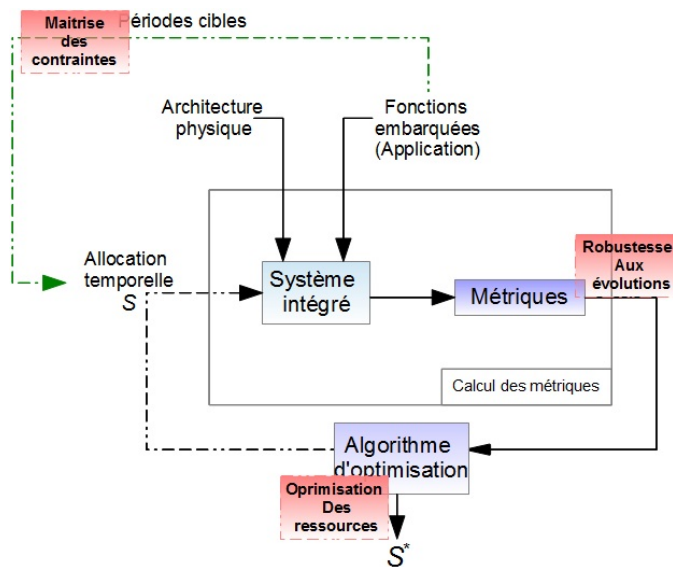 Maitrise
des
contraintes
Périodes cibles
Architecture
physique
Fonctions
embarquées
(Application)
Allocation
temporelle
S
Système
intégré
Métriques
Robustesse
Aux
évolutions
Calcul des métriques
Algorithme
d'optimisation
Oprimisation
Des
ressources
S*